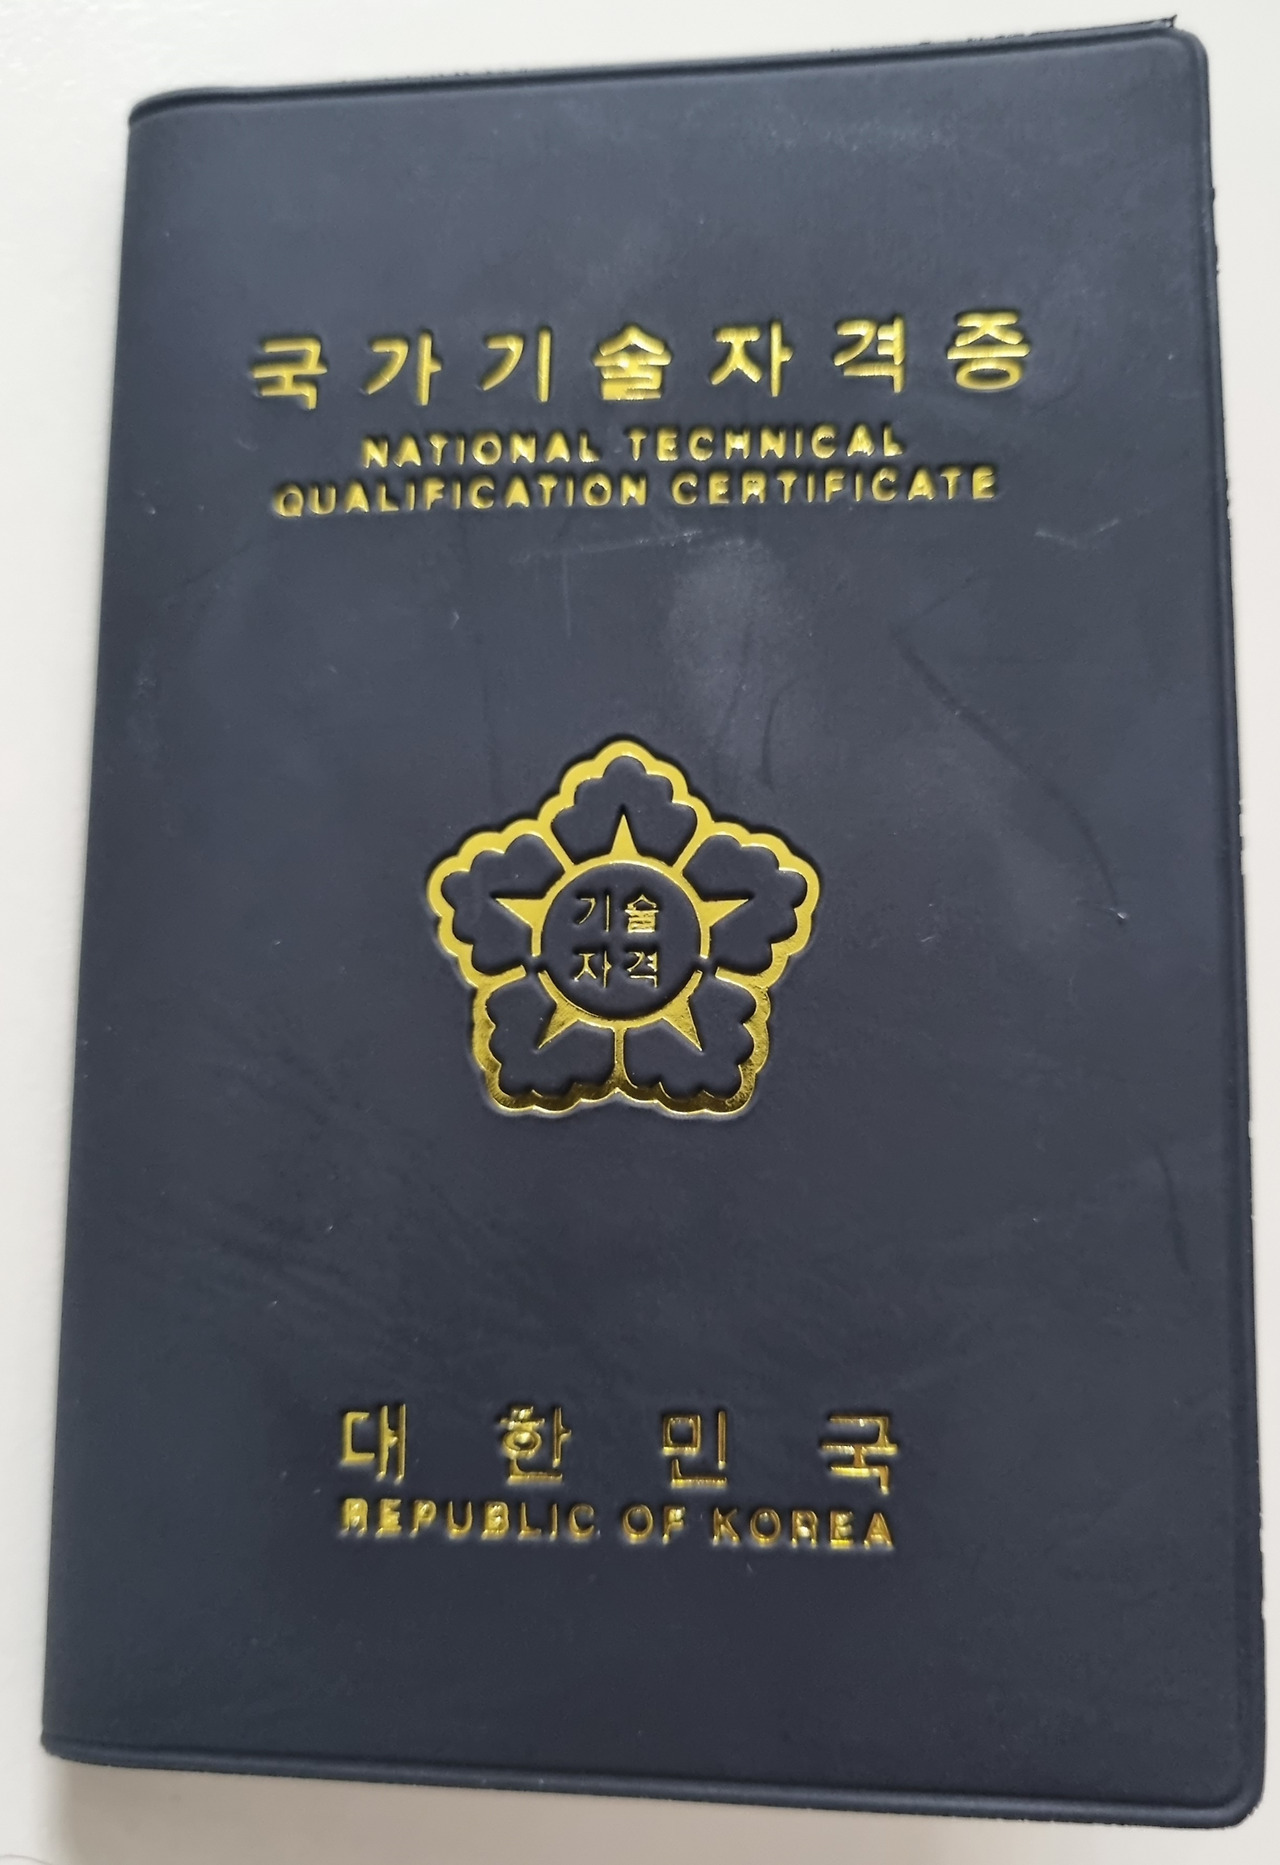 국가기술자격증
NATIONAL TECHNICAL
QUALIFICATION CERTIFICATE
기술
자격
대한민국
REPUBLIC OF KOREA